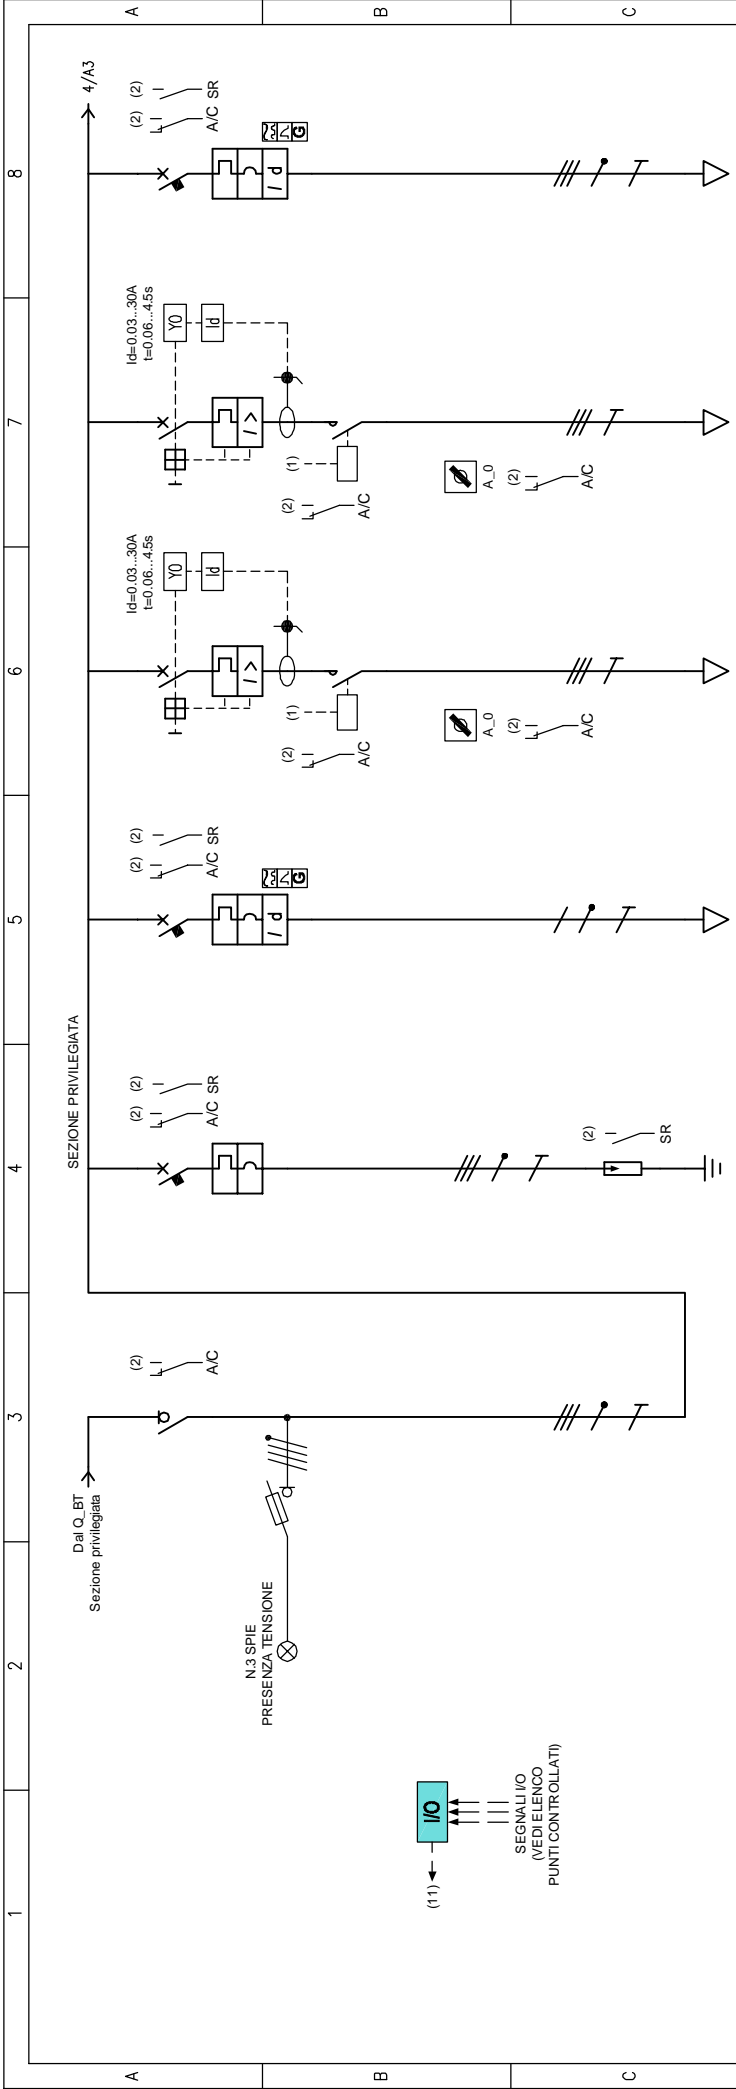 1
2
3
4
5
6
7
8
A
B
C
A
B
C
Dal Q_BT
Sezione privilegiata
N.3 SPIE
PRESENZA TENSIONE
(11)
I/O
SEGNALI I/O
(VEDI ELENCO
PUNTI CONTROLLATI)
(2)
A/C
SEZIONE PRIVILEGIATA
(2) (2)
A/C SR
(2)
SR
(2) (2)
A/C SR
I d
G
Id=0.03...30A
t=0.06...4.5s
Y0
Id
I >
(1)
(2)
A/C
A_0
(2)
A/C
Id=0.03...30A
t=0.06...4.5s
Y0
Id
I >
(1)
(2)
A/C
A_0
(2)
A/C
4/A3
(2) (2)
A/C SR
I d
G